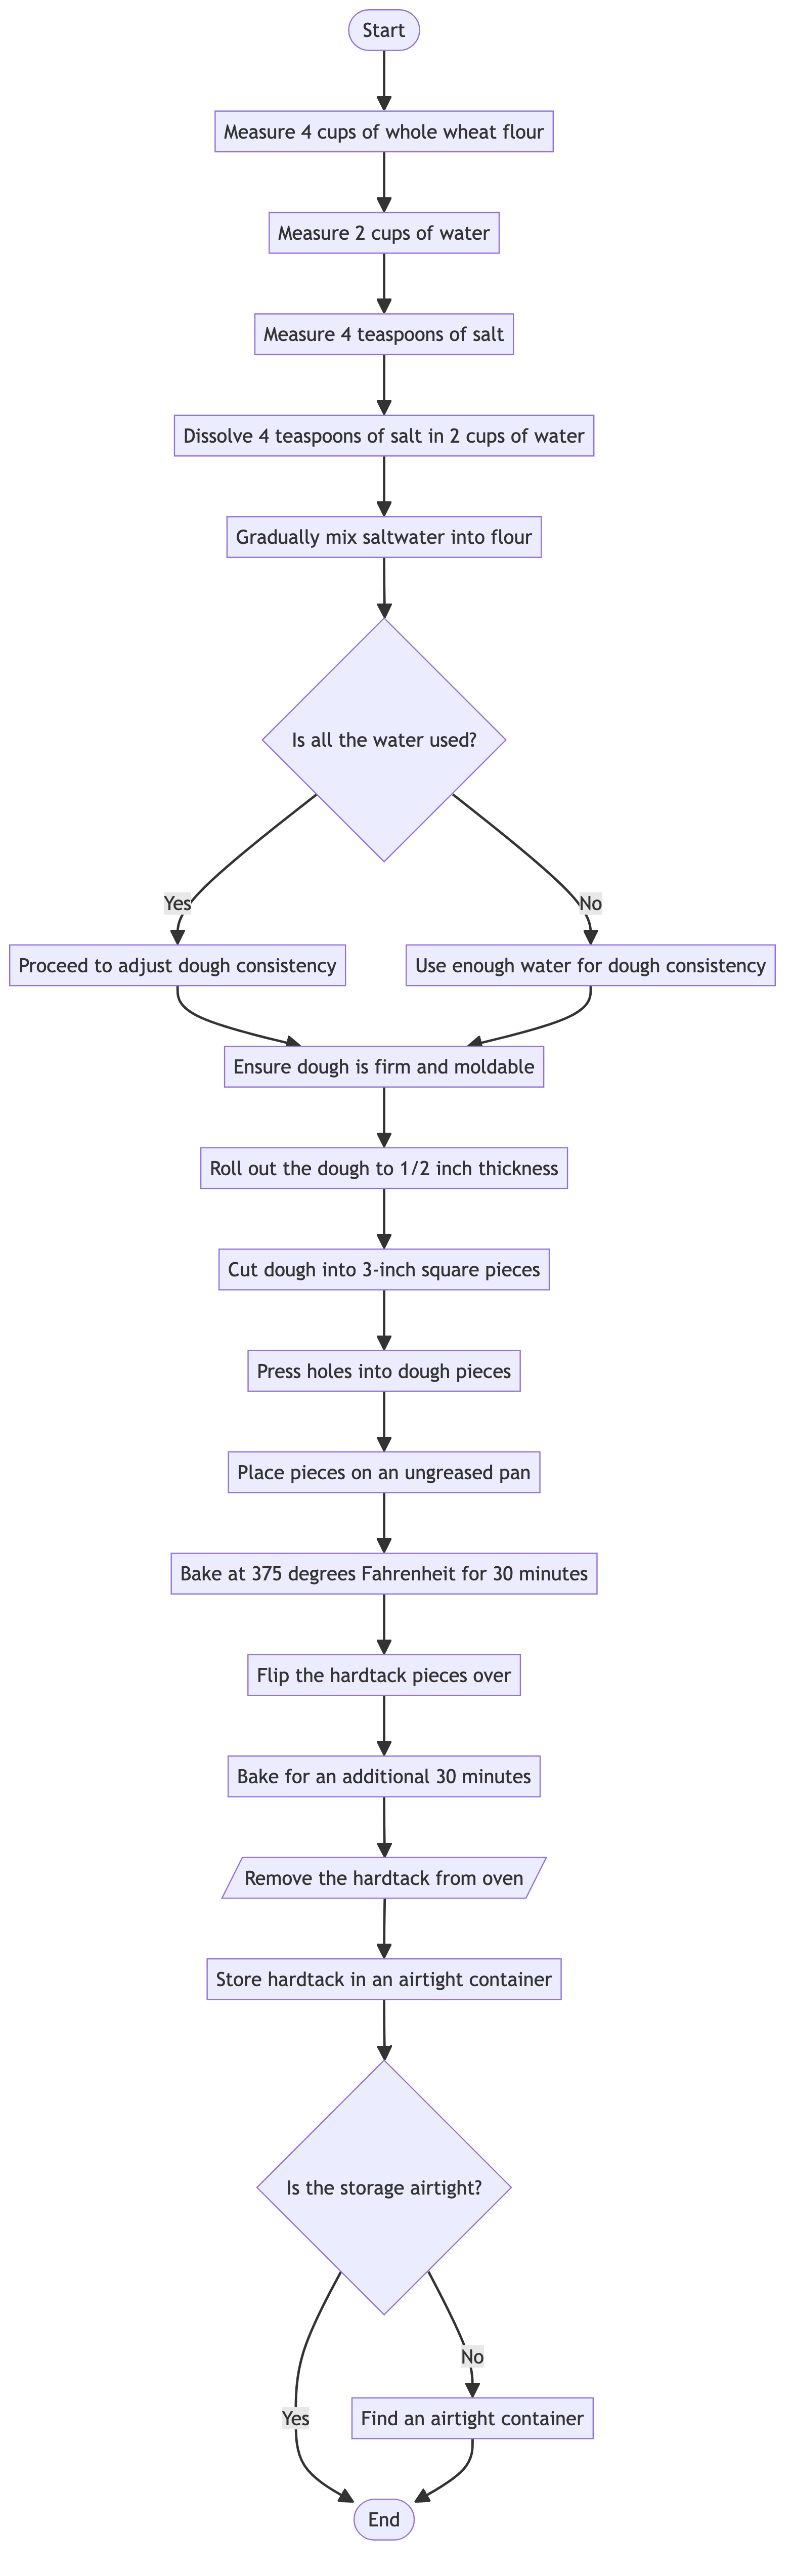 Start
Measure 4 cups of whole wheat flour
Measure 2 cups of water
Measure 4 teaspoons of salt
Dissolve 4 teaspoons of salt in 2 cups of water
Gradually mix saltwater into flour
Is all the water used?
Yes
No
Proceed to adjust dough consistency
Use enough water for dough consistency
Ensure dough is firm and moldable
Roll out the dough to 1/2 inch thickness
Cut dough into 3-inch square pieces
Press holes into dough pieces
Place pieces on an ungreased pan
Bake at 375 degrees Fahrenheit for 30 minutes
Flip the hardtack pieces over
Bake for an additional 30 minutes
Remove the hardtack from oven
Store hardtack in an airtight container
Is the storage airtight?
No
Yes
Find an airtight container
End